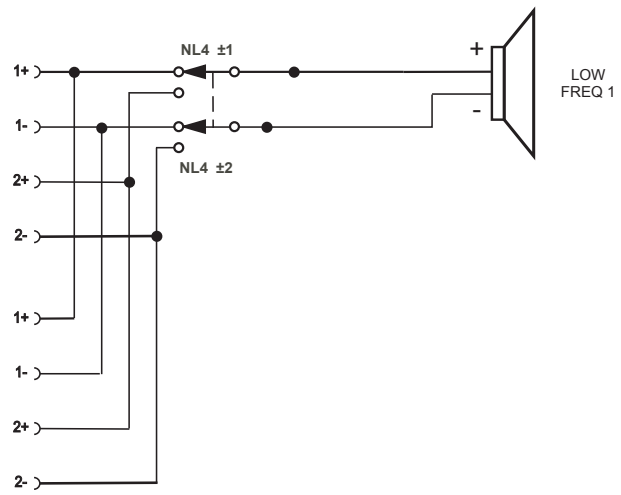 NL4 ±1
1+
+
LOW
FREQ 1
-
1-
NL4 ±2
2+
2-
1+
1-
2+
2-